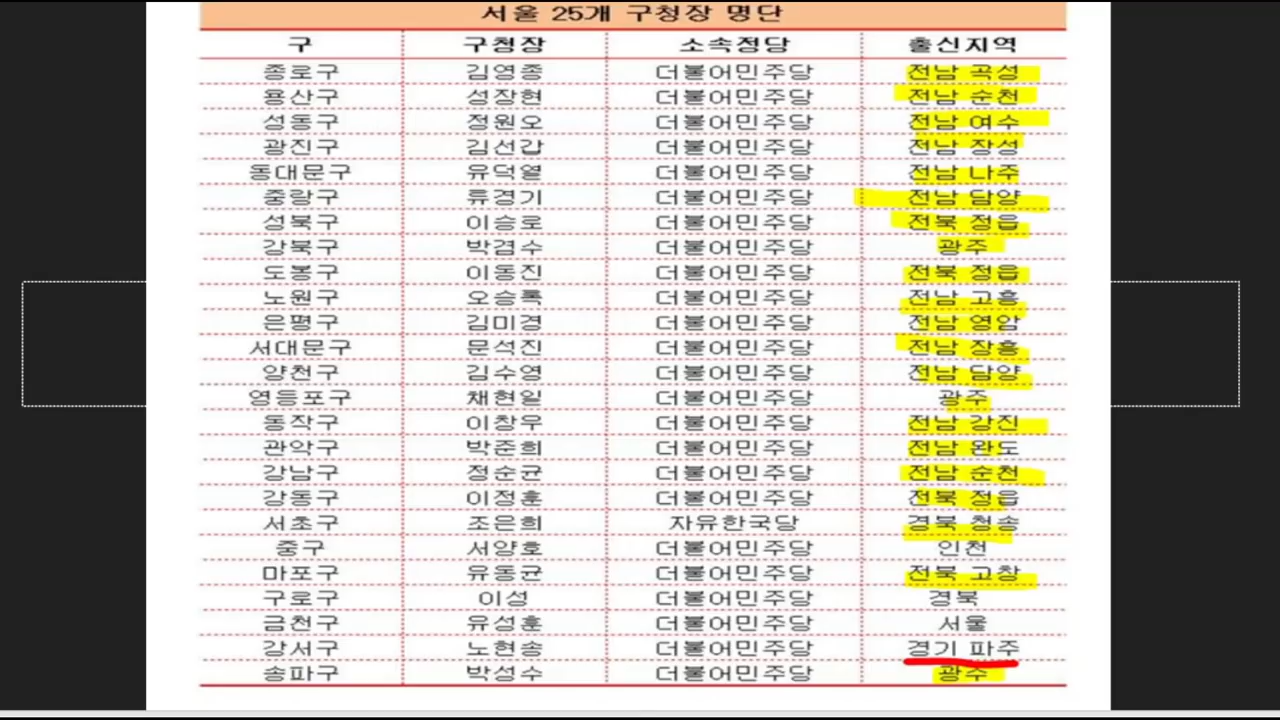 서울 25개 구청장 명단
구 구청장 소속정당 출신지역
종로구 김영종 더불어민주당 전남 곡성
용산구 성장현 더불어민주당 전남 순천
성동구 정원오 더불어민주당 전남 여수
광진구 김선갑 더불어민주당 전남 장성
동대문구 유덕열 더불어민주당 전남 나주
중랑구 류경기 더불어민주당 전남 담양
성북구 이승로 더불어민주당 전북 정읍
강북구 박겸수 더불어민주당 광주
도봉구 이동진 더불어민주당 전북 정읍
노원구 오승록 더불어민주당 전남 고흥
은평구 김미경 더불어민주당 전남 영암
서대문구 문석진 더불어민주당 전남 장흥
양천구 김수영 더불어민주당 전남 담양
영등포구 채현일 더불어민주당 광주
동작구 이창우 더불어민주당 전남 강진
관악구 박준희 더불어민주당 전남 완도
강남구 정순균 더불어민주당 전남 순천
강동구 이정훈 더불어민주당 전북 정읍
서초구 조은희 자유한국당 경북 청송
중구 서양호 더불어민주당 인천
마포구 유동균 더불어민주당 전북 고창
구로구 이성 더불어민주당 경북
금천구 유성훈 더불어민주당 서울
강서구 노현송 더불어민주당 경기 파주
송파구 박성수 더불어민주당 광주